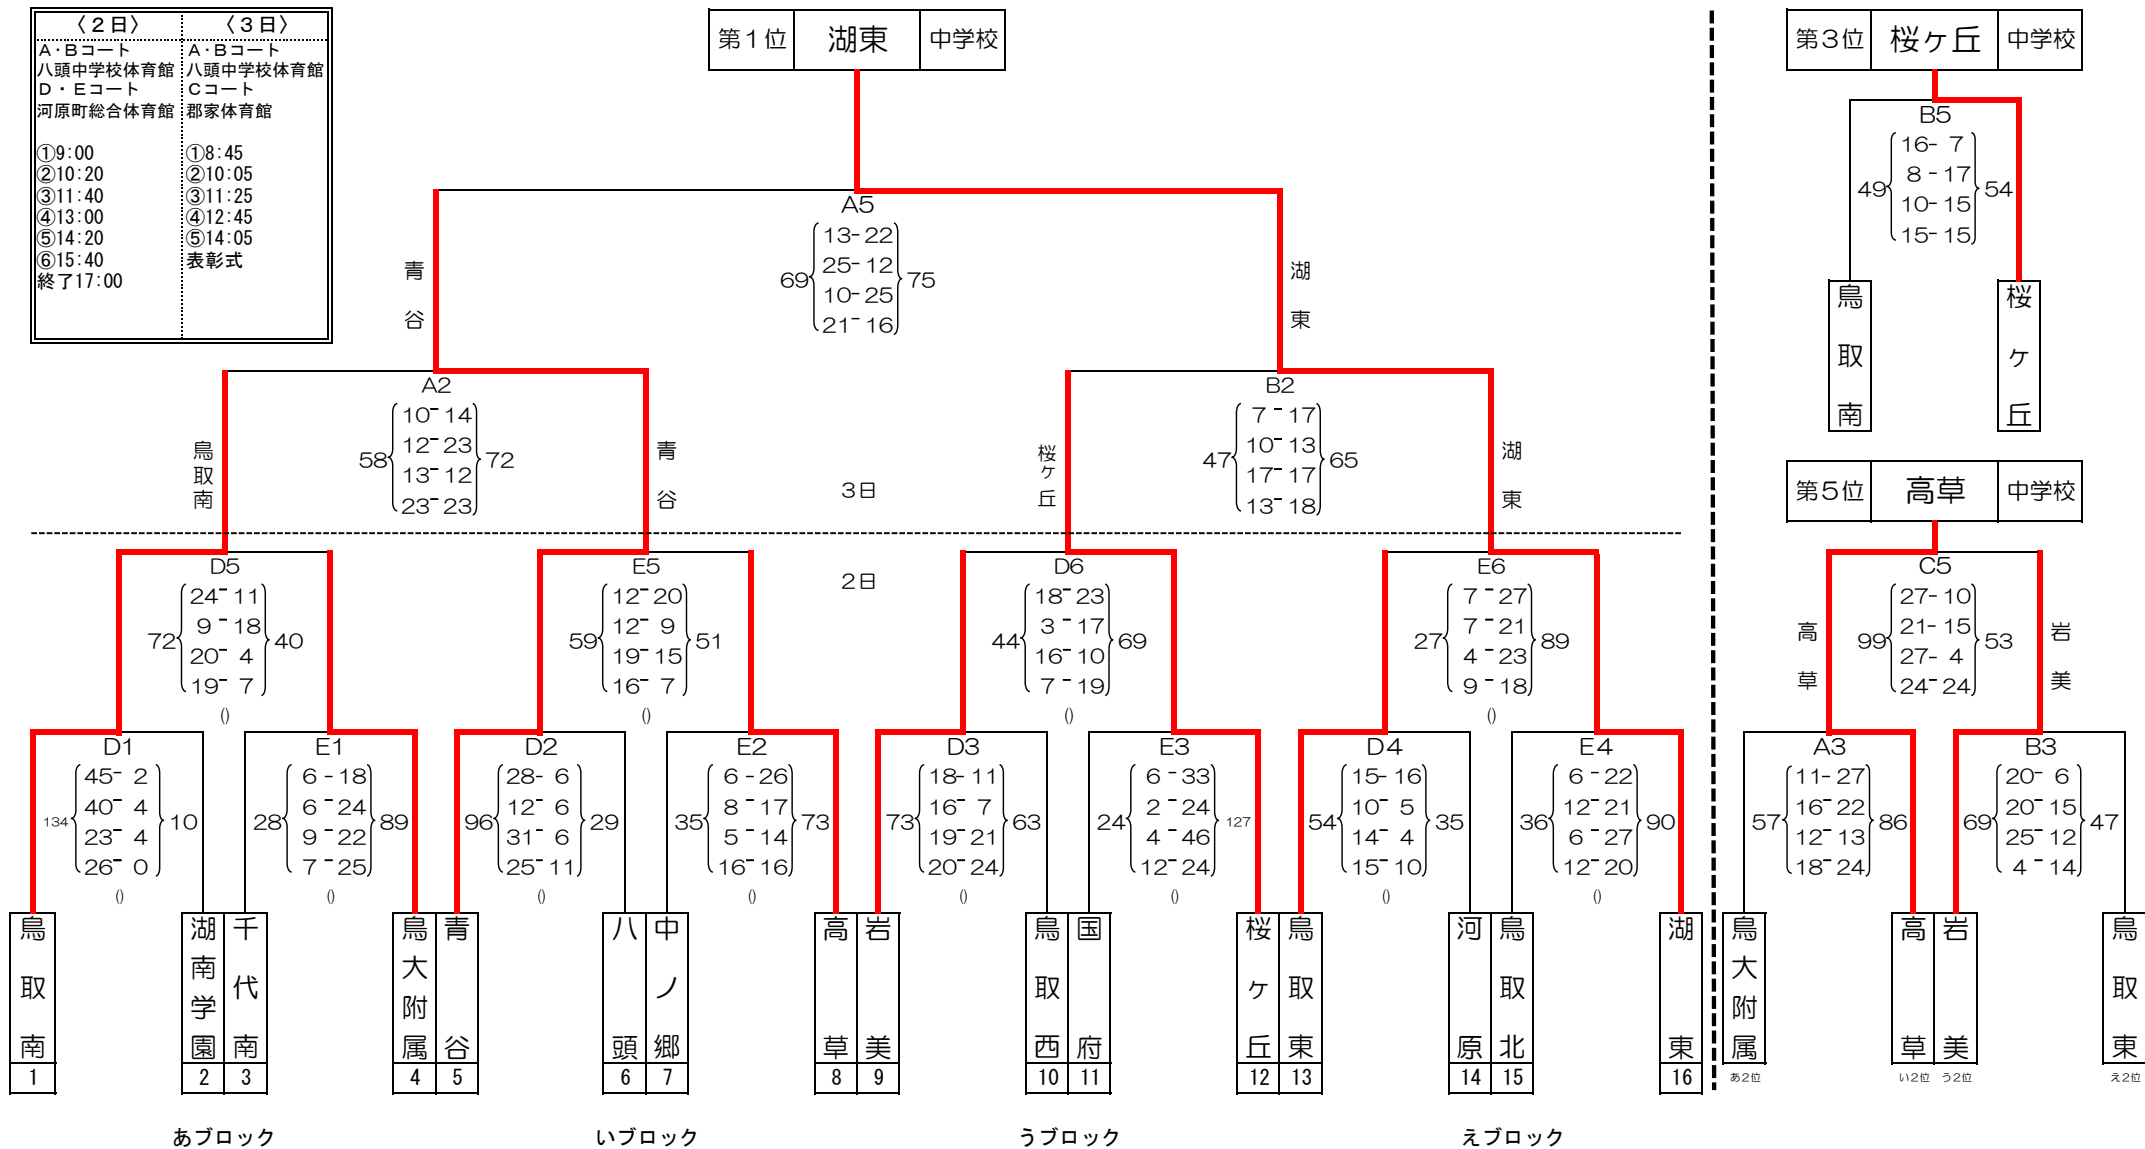 〈２日〉 〈３日〉
Ａ・Ｂコート Ａ・Ｂコート
八頭中学校体育館 八頭中学校体育館
Ｄ・Ｅコート Ｃコート
河原町総合体育館 郡家体育館
①9:00 ①8:45
②10:20 ②10:05
③11:40 ③11:25
④13:00 ④12:45
⑤14:20 ⑤14:05
⑥15:40 表彰式
終了17:00
第１位 湖東 中学校
A5
13- 22
25- 12
69 75
10- 25
21- 16
青谷
湖東
A2
10- 14
12- 23
58 72
13- 12
23- 23
鳥取南
青谷
B2
7 - 17
10- 13
47 65
17- 17
13- 18
桜ヶ丘
湖東
3日
2日
D5
24- 11
9 - 18
72 40
20- 4
19- 7
()
E5
12- 20
12- 9
59 51
19- 15
16- 7
()
D6
18- 23
3 - 17
44 69
16- 10
7 - 19
()
E6
7 - 27
7 - 21
27 89
4 - 23
9 - 18
()
D1
45- 2
40- 4
134 10
23- 4
26- 0
()
E1
6 - 18
6 - 24
28 89
9 - 22
7 - 25
()
D2
28- 6
12- 6
96 29
31- 6
25- 11
()
E2
6 - 26
8 - 17
35 73
5 - 14
16- 16
()
D3
18- 11
16- 7
73 63
19- 21
20- 24
()
E3
6 - 33
2 - 24
24 127
4 - 46
12- 24
()
D4
15- 16
10- 5
54 35
14- 4
15- 10
()
E4
6 - 22
12- 21
36 90
6 - 27
12- 20
()
鳥取南
1
湖南学園
2
千代南
3
鳥大附属
4
青谷
5
八頭
6
中ノ郷
7
高草
8
岩美
9
鳥取西
10
国府
11
桜ヶ丘
12
鳥取東
13
河原
14
鳥取北
15
湖東
16
あブロック いブロック うブロック えブロック
第３位 桜ヶ丘 中学校
B5
16- 7
8 - 17
49 54
10- 15
15- 15
鳥取南
桜ヶ丘
第５位 高草 中学校
C5
27- 10
21- 15
99 53
27- 4
24- 24
高草
岩美
A3
11- 27
16- 22
57 86
12- 13
18- 24
B3
20- 6
20- 15
69 47
25- 12
4 - 14
鳥大附属
あ2位
高草
い2位
岩美
う2位
鳥取東
え2位